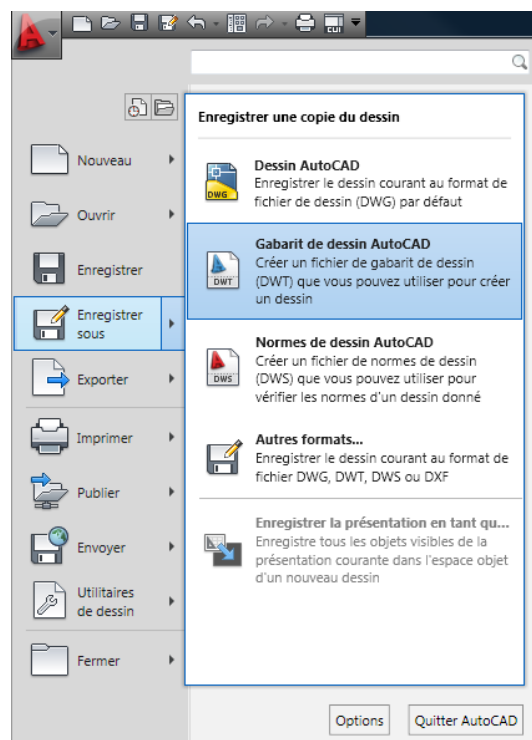 CUI
Enregistrer une copie du dessin
Nouveau
Ouvrir
Enregistrer
Enregistrer
sous
Exporter
Imprimer
Publier
Envoyer
Utilitaires
de dessin
Fermer
DWG
Dessin AutoCAD
Enregistrer le dessin courant au format de
fichier de dessin (DWG) par défaut
DWT
Gabarit de dessin AutoCAD
Créer un fichier de gabarit de dessin
(DWT) que vous pouvez utiliser pour créer
un dessin
DWS
Normes de dessin AutoCAD
Créer un fichier de normes de dessin
(DWS) que vous pouvez utiliser pour
vérifier les normes d'un dessin donné
Autres formats...
Enregistrer le dessin courant au format de
fichier DWG, DWT, DWS ou DXF
Enregistrer la présentation en tant qu...
Enregistre tous les objets visibles de la
présentation courante dans l'espace objet
d'un nouveau dessin
Options
Quitter AutoCAD